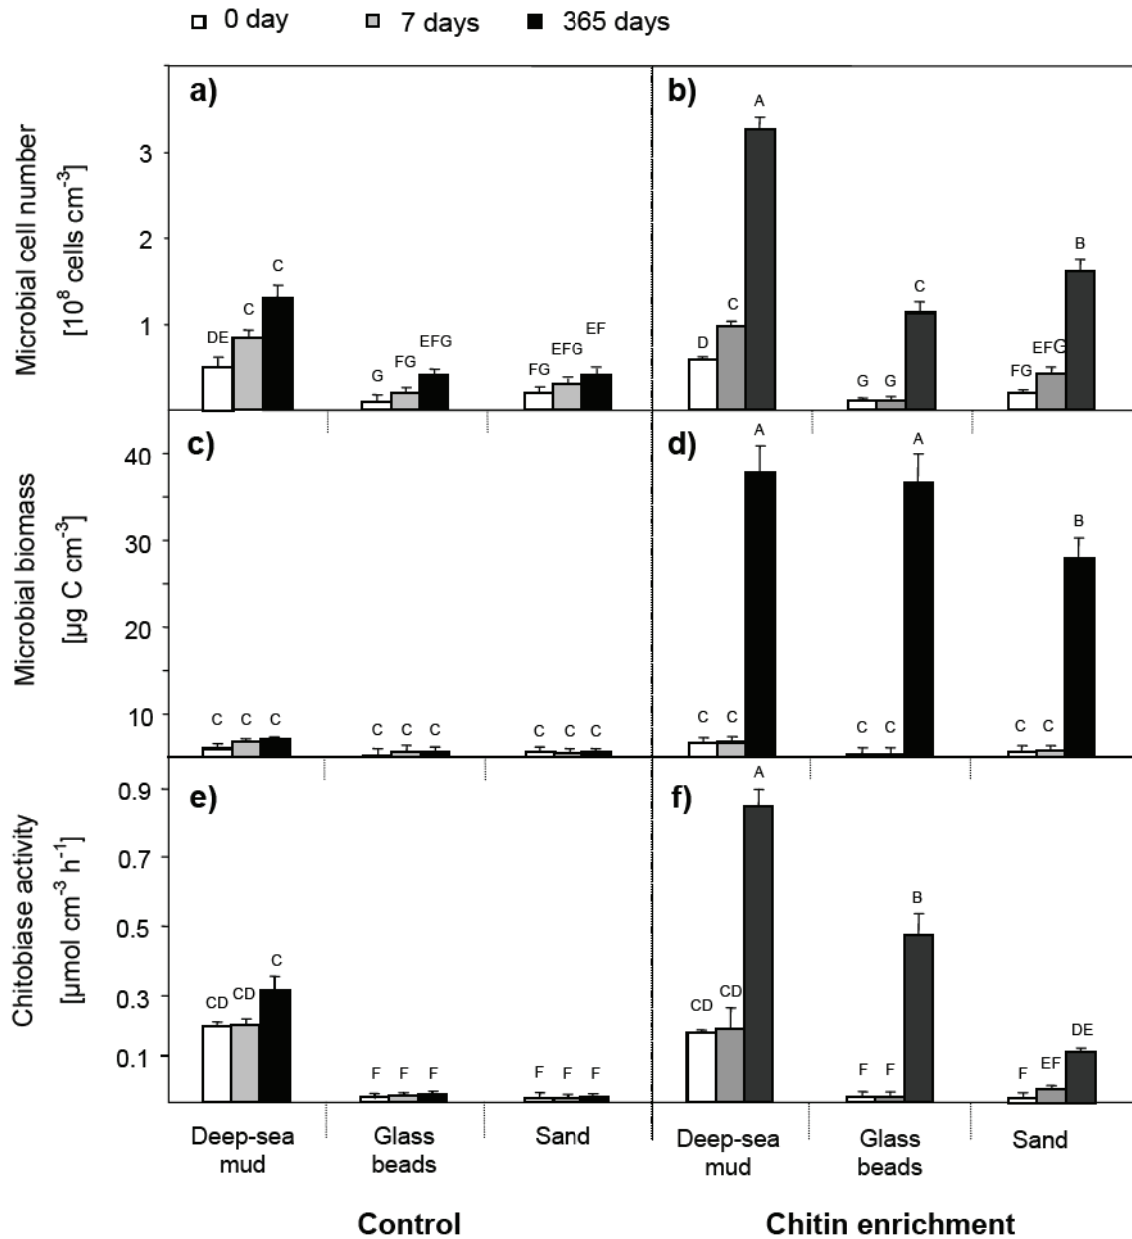 0 day 7 days 365 days
a) b)
Microbial cell number
[10⁸ cells cm⁻³]
3
2
1
DE C C G FG EFG FG EFG EF
D C A G G C FG EFG B
c) d)
Microbial biomass
[µg C cm⁻³]
40
30
20
10
C C C C C C C C C
C C A C C A C C B
e) f)
Chitobiase activity
[µmol cm⁻³ h⁻¹]
0.9
0.7
0.5
0.3
0.1
CD CD C F F F F F F
CD CD A F F B F EF DE
Deep-sea Glass Sand Deep-sea Glass Sand
mud beads mud beads
Control Chitin enrichment